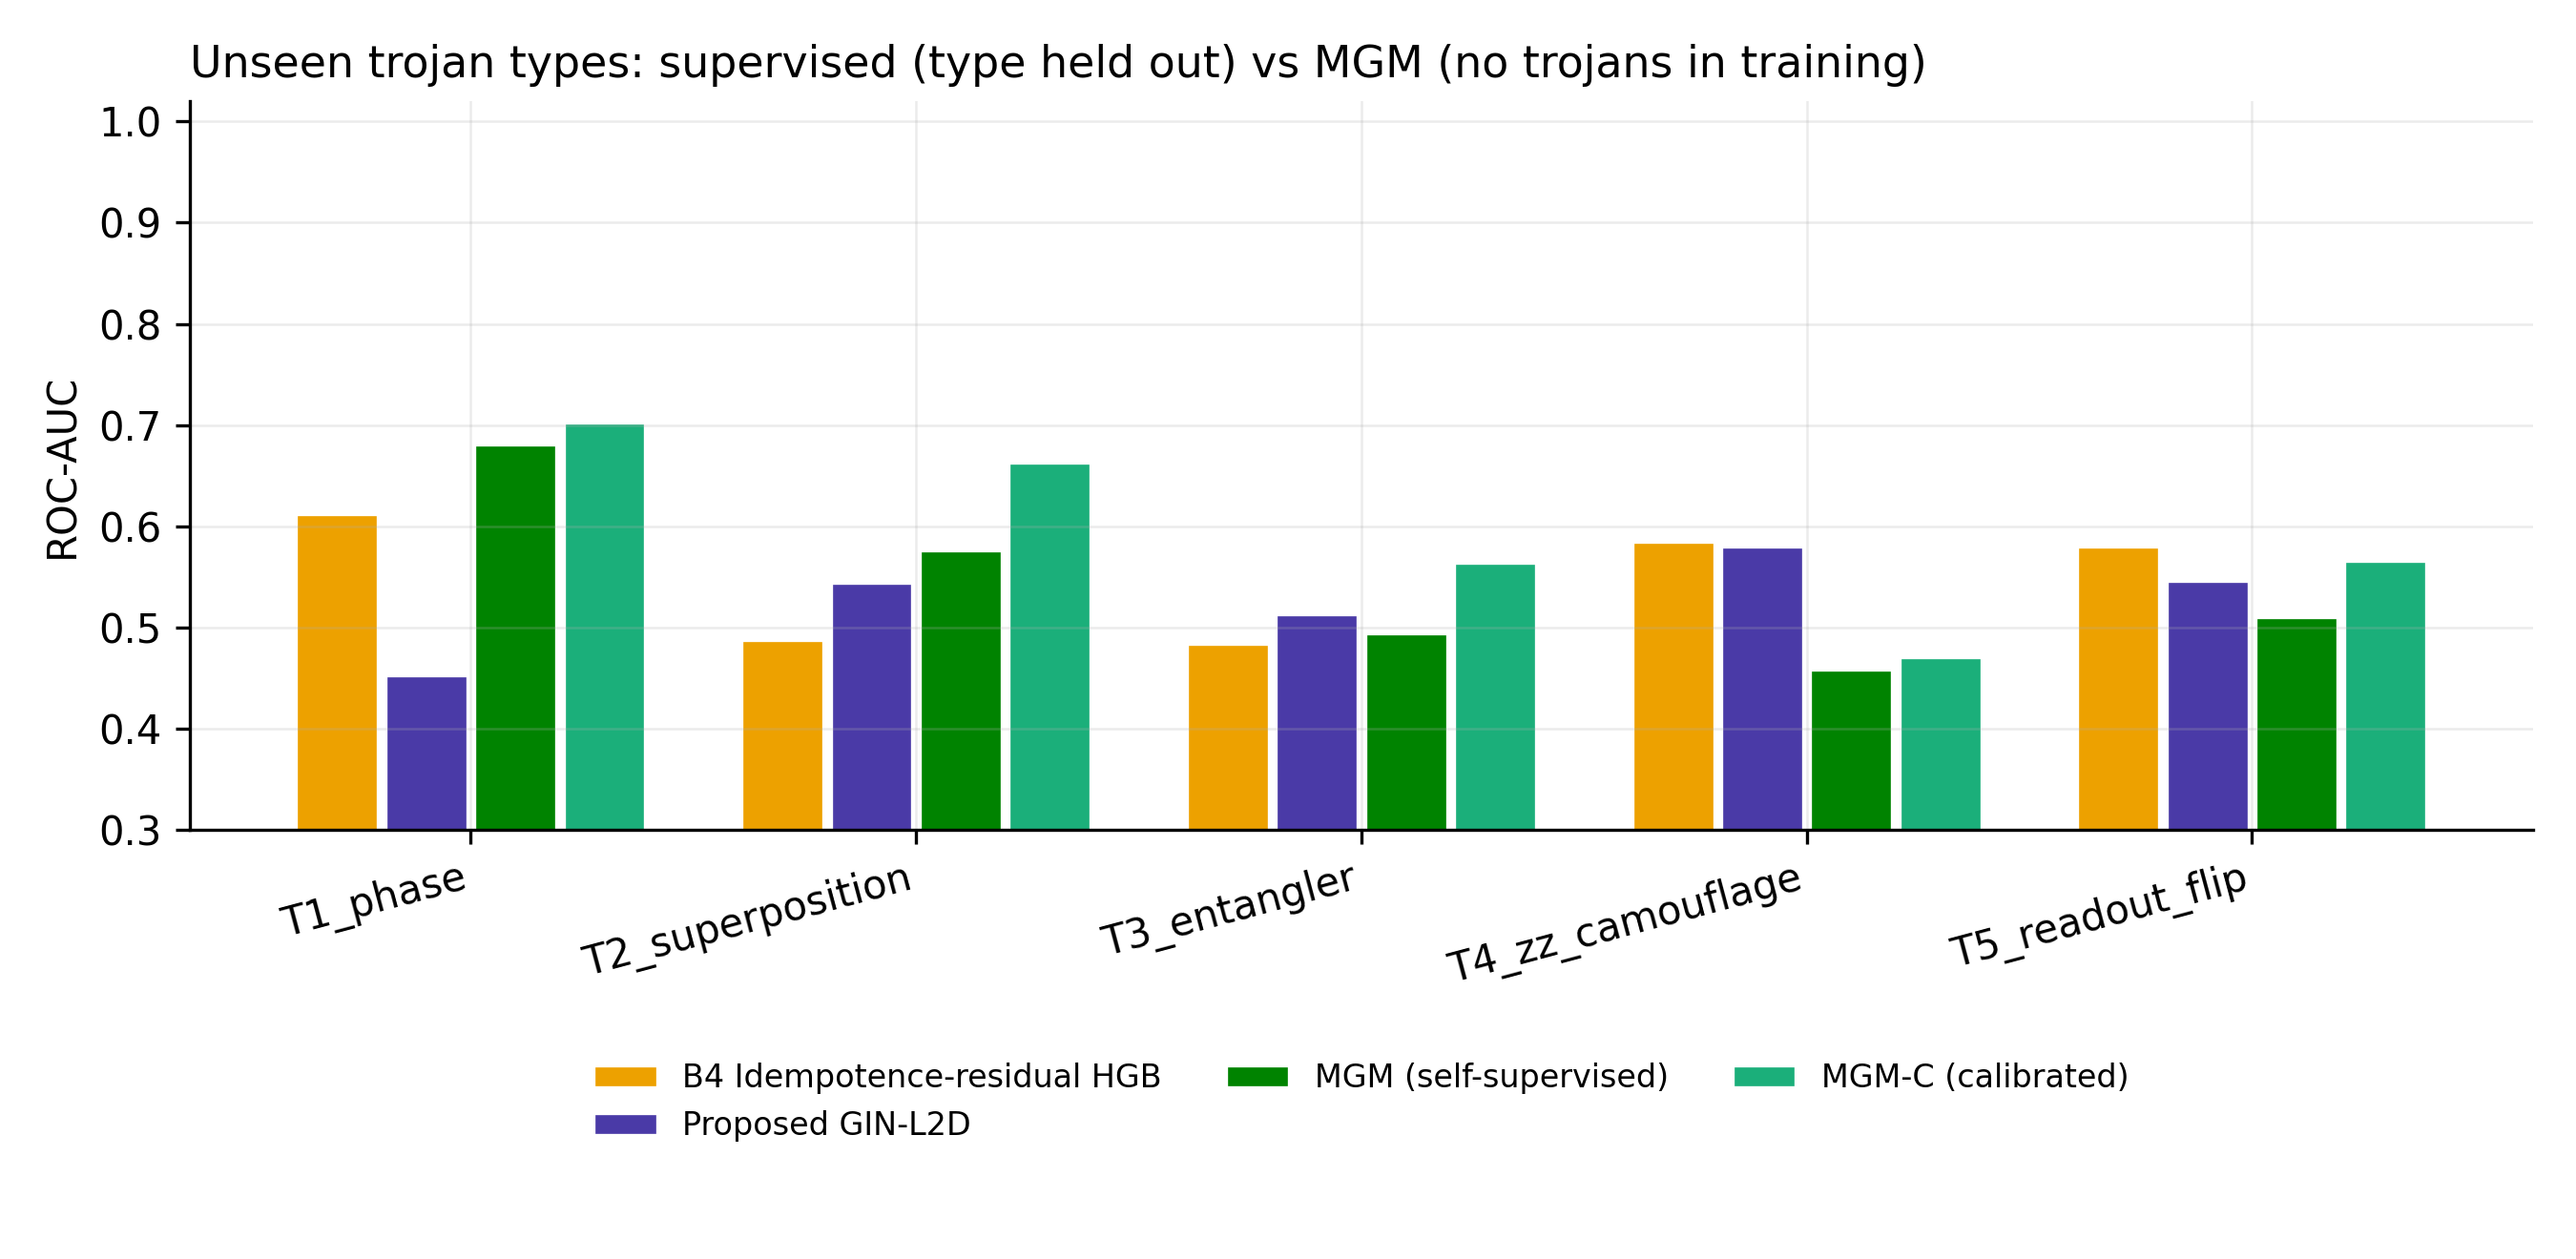 Unseen trojan types: supervised (type held out) vs MGM (no trojans in training)
1.0
0.9
0.8
0.7
0.6
0.5
0.4
0.3
ROC-AUC
T1_phase
T2_superposition
T3_entangler
T4_zz_camouflage
T5_readout_flip
B4 Idempotence-residual HGB
Proposed GIN-L2D
MGM (self-supervised)
MGM-C (calibrated)